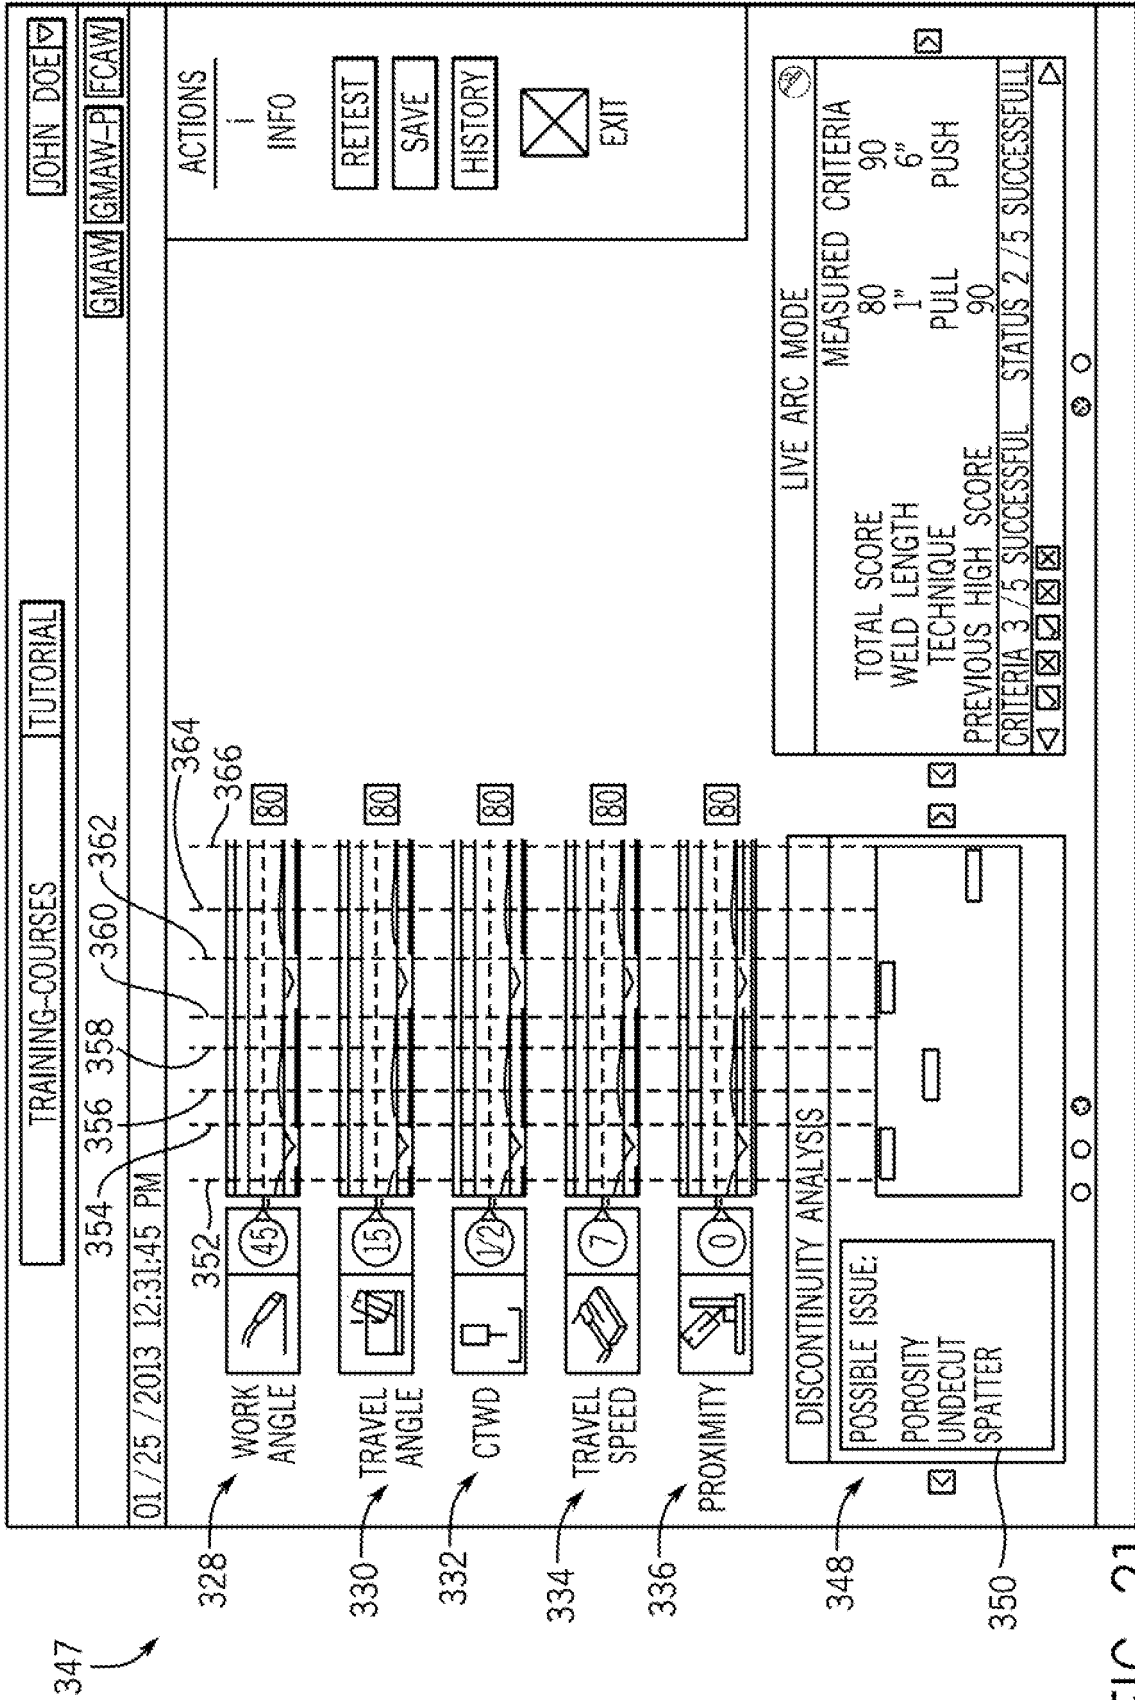 347
TRAINING-COURSES TUTORIAL JOHN DOE
GMAW GMAW-P FCAW
01/25/2013 12:31:45 PM
352
354
356
358
360
362
364
366
328
WORK
ANGLE
45
80
330
TRAVEL
ANGLE
15
80
332
CTWD
1/2
80
334
TRAVEL
SPEED
7
80
336
PROXIMITY
0
80
ACTIONS
i
INFO
RETEST
SAVE
HISTORY
EXIT
348
DISCONTINUITY ANALYSIS
POSSIBLE ISSUE:
POROSITY
UNDECUT
SPATTER
350
LIVE ARC MODE
MEASURED CRITERIA
TOTAL SCORE 80 90
WELD LENGTH 1" 6"
TECHNIQUE PULL PUSH
PREVIOUS HIGH SCORE 90
CRITERIA 3/5 SUCCESSFUL STATUS 2/5 SUCCESSFULL
FIG. 21